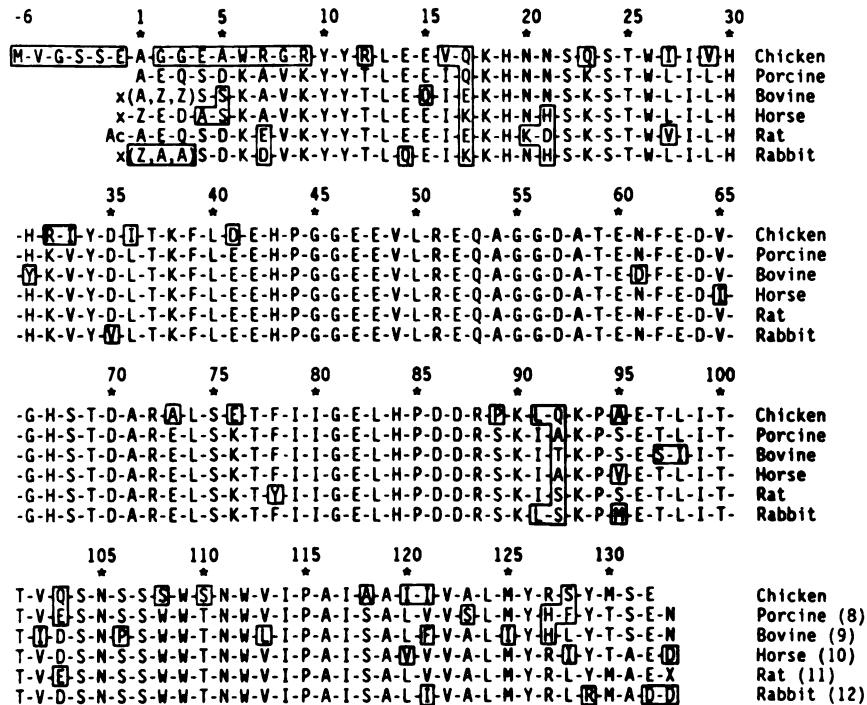 -6 1 5 10 15 20 25 30
* * * * * * *
M-V-G-S-S-E-A-G-G-E-A-W-R-G-R-Y-Y-R-L-E-E-V-Q-K-H-N-N-S-Q-S-T-W-I-I-V-H Chicken
A-E-Q-S-D-K-A-V-K-Y-Y-T-L-E-E-I-Q-K-H-N-N-S-K-S-T-W-L-I-L-H Porcine
x(A,Z,Z)S-S-K-A-V-K-Y-Y-T-L-E-Q-I-E-K-H-N-N-S-K-S-T-W-L-I-L-H Bovine
x-Z-E-D-A-S-K-A-V-K-Y-Y-T-L-E-E-I-K-K-H-N-H-S-K-S-T-W-L-I-L-H Horse
Ac-A-E-Q-S-D-K-E-V-K-Y-Y-T-L-E-E-I-E-K-H-K-D-S-K-S-T-W-V-I-L-H Rat
x(Z,A,A)S-D-K-D-V-K-Y-Y-T-L-Q-E-I-K-K-H-N-H-S-K-S-T-W-L-I-L-H Rabbit
35 40 45 50 55 60 65
* * * * * * *
-H-R-I-Y-D-I-T-K-F-L-D-E-H-P-G-G-E-E-V-L-R-E-Q-A-G-G-D-A-T-E-N-F-E-D-V- Chicken
-H-K-V-Y-D-L-T-K-F-L-E-E-H-P-G-G-E-E-V-L-R-E-Q-A-G-G-D-A-T-E-N-F-E-D-V- Porcine
-Y-K-V-Y-D-L-T-K-F-L-E-E-H-P-G-G-E-E-V-L-R-E-Q-A-G-G-D-A-T-E-D-F-E-D-V- Bovine
-H-K-V-Y-D-L-T-K-F-L-E-E-H-P-G-G-E-E-V-L-R-E-Q-A-G-G-D-A-T-E-N-F-E-D-I- Horse
-H-K-V-Y-D-L-T-K-F-L-E-E-H-P-G-G-E-E-V-L-R-E-Q-A-G-G-D-A-T-E-N-F-E-D-V- Rat
-H-K-V-Y-V-L-T-K-F-L-E-E-H-P-G-G-E-E-V-L-R-E-Q-A-G-G-D-A-T-E-N-F-E-D-V- Rabbit
70 75 80 85 90 95 100
* * * * * * *
-G-H-S-T-D-A-R-A-L-S-E-T-F-I-I-G-E-L-H-P-D-D-R-P-K-L-Q-K-P-A-E-T-L-I-T- Chicken
-G-H-S-T-D-A-R-E-L-S-K-T-F-I-I-G-E-L-H-P-D-D-R-S-K-I-A-K-P-S-E-T-L-I-T- Porcine
-G-H-S-T-D-A-R-E-L-S-K-T-F-I-I-G-E-L-H-P-D-D-R-S-K-I-T-K-P-S-E-S-I-I-T- Bovine
-G-H-S-T-D-A-R-E-L-S-K-T-F-I-I-G-E-L-H-P-D-D-R-S-K-I-A-K-P-V-E-T-L-I-T- Horse
-G-H-S-T-D-A-R-E-L-S-K-T-Y-I-I-G-E-L-H-P-D-D-R-S-K-I-S-K-P-S-E-T-L-I-T- Rat
-G-H-S-T-D-A-R-E-L-S-K-T-F-I-I-G-E-L-H-P-D-D-R-S-K-L-S-K-P-M-E-T-L-I-T- Rabbit
105 110 115 120 125 130
* * * * * *
T-V-Q-S-N-S-S-S-W-S-N-W-V-I-P-A-I-A-A-I-I-V-A-L-M-Y-R-S-Y-M-S-E Chicken
T-V-E-S-N-S-S-W-W-T-N-W-V-I-P-A-I-S-A-L-V-V-S-L-M-Y-H-F-Y-T-S-E-N Porcine (8)
T-I-D-S-N-P-S-W-W-T-N-W-L-I-P-A-I-S-A-L-F-V-A-L-I-Y-H-L-Y-T-S-E-N Bovine (9)
T-V-D-S-N-S-S-W-W-T-N-W-V-I-P-A-I-S-A-V-V-V-A-L-M-Y-R-I-Y-T-A-E-D Horse (10)
T-V-E-S-N-S-S-W-W-T-N-W-V-I-P-A-I-S-A-L-V-V-A-L-M-Y-R-L-Y-M-A-E-X Rat (11)
T-V-D-S-N-S-S-W-W-T-N-W-V-I-P-A-I-S-A-L-I-V-A-L-M-Y-R-L-R-M-A-D-D Rabbit (12)